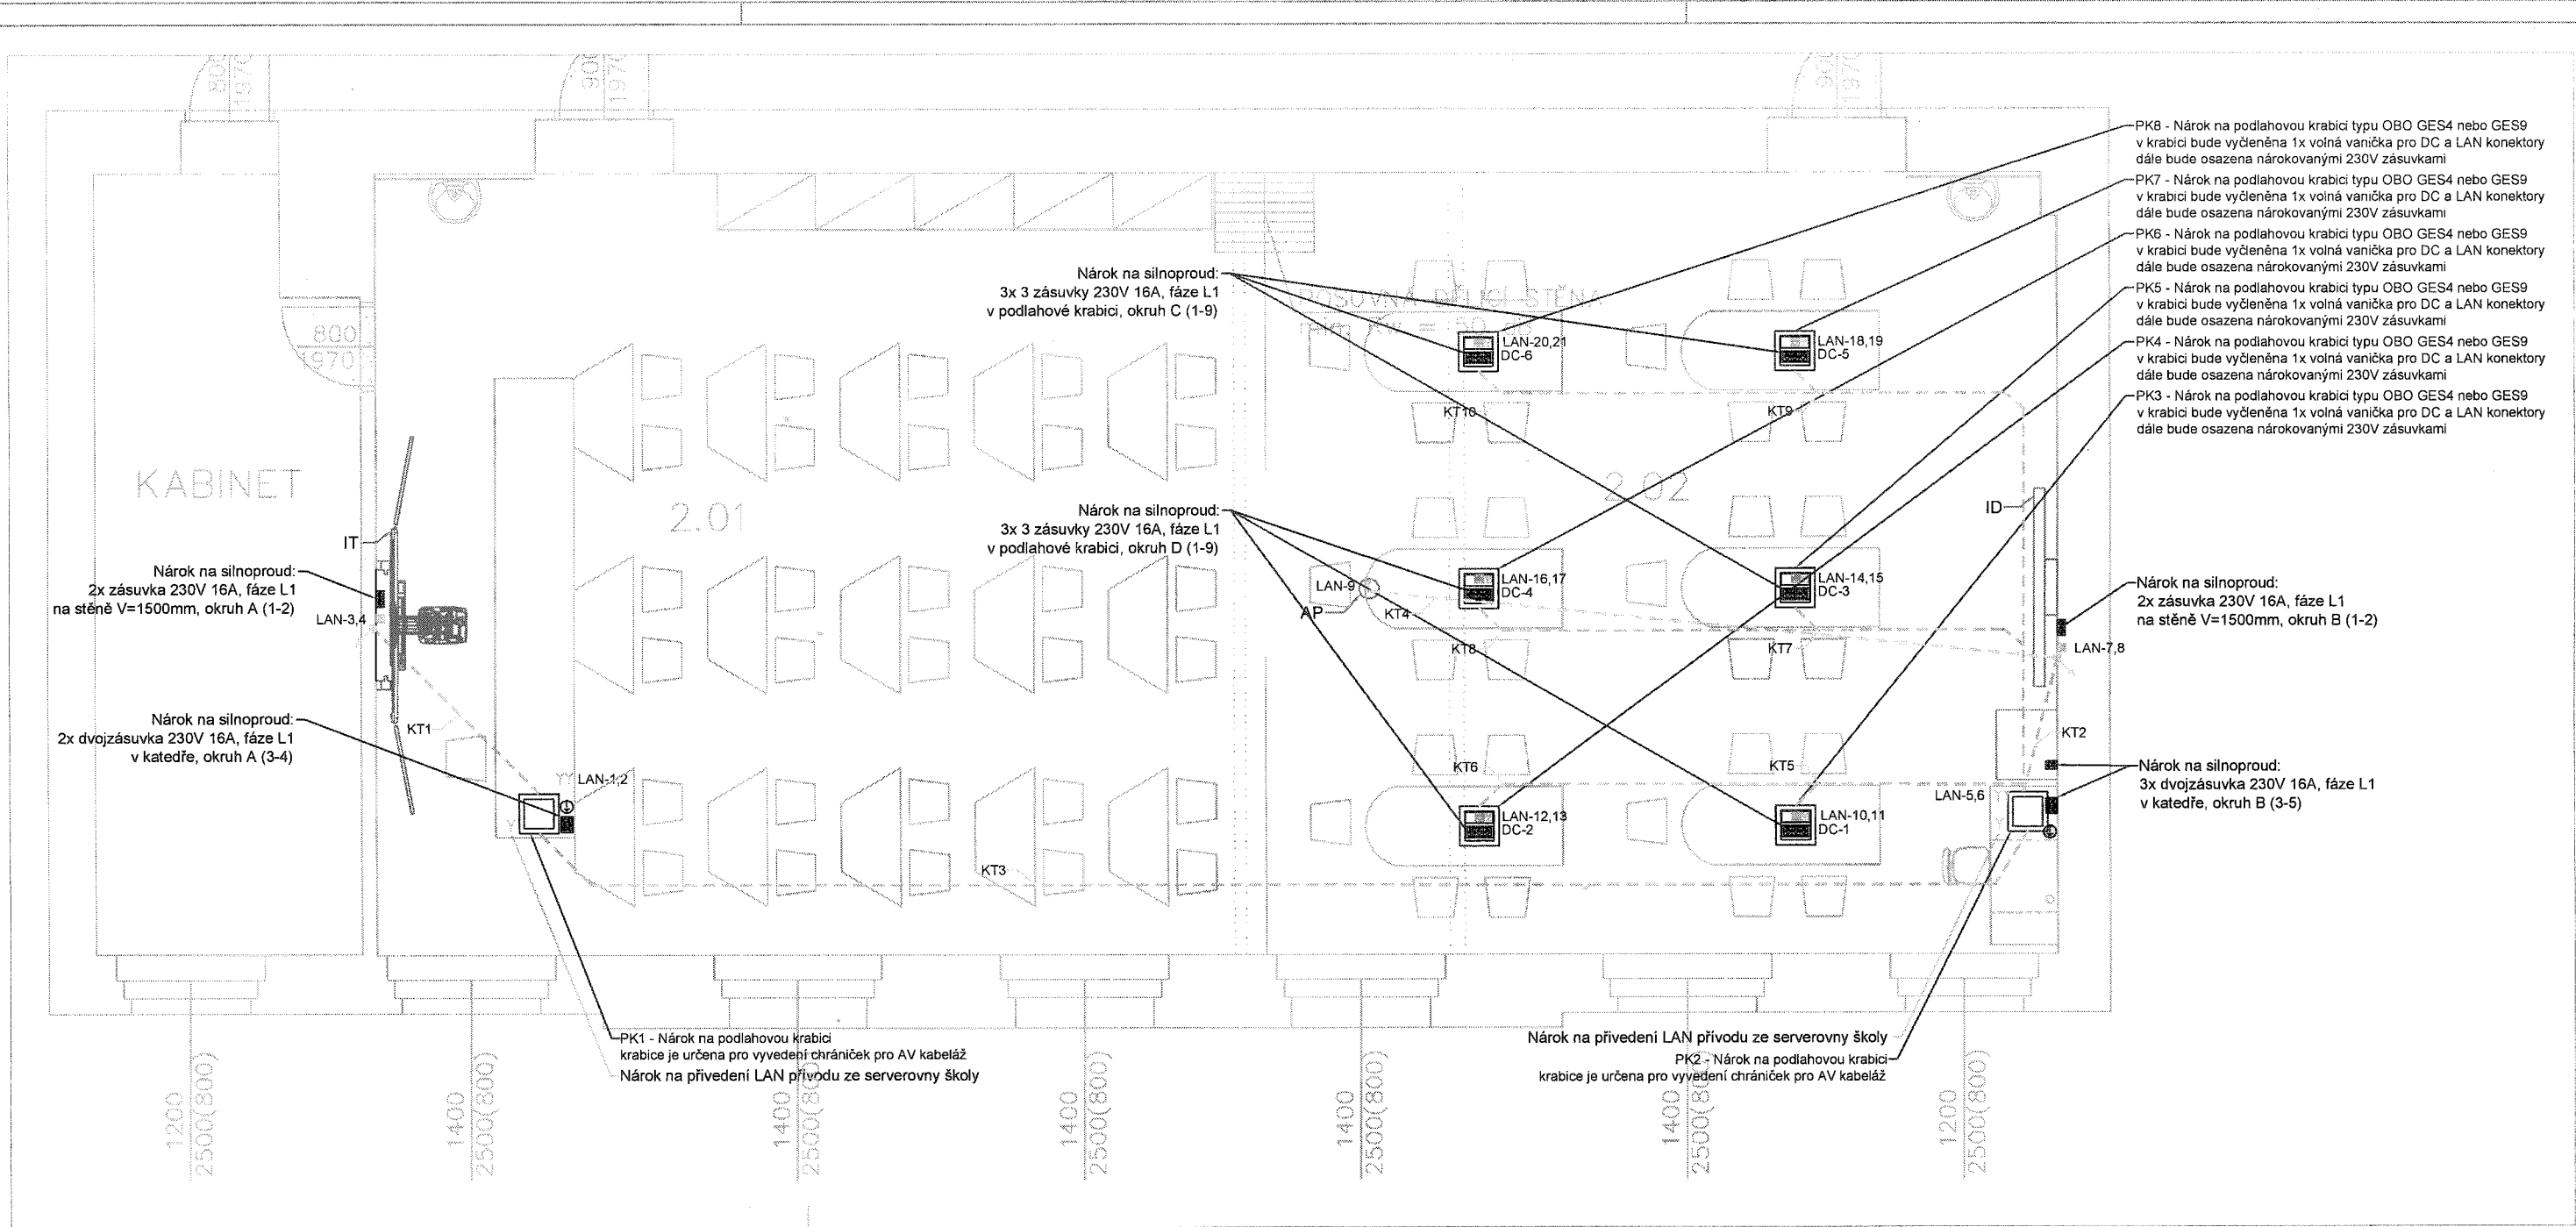 800
1970
900
1970
900
1970
PK8 - Nárok na podlahovou krabici typu OBO GES4 nebo GES9
v krabici bude vyčleněna 1x volná vanička pro DC a LAN konektory
dále bude osazena nárokovanými 230V zásuvkami
PK7 - Nárok na podlahovou krabici typu OBO GES4 nebo GES9
v krabici bude vyčleněna 1x volná vanička pro DC a LAN konektory
dále bude osazena nárokovanými 230V zásuvkami
PK6 - Nárok na podlahovou krabici typu OBO GES4 nebo GES9
v krabici bude vyčleněna 1x volná vanička pro DC a LAN konektory
dále bude osazena nárokovanými 230V zásuvkami
PK5 - Nárok na podlahovou krabici typu OBO GES4 nebo GES9
v krabici bude vyčleněna 1x volná vanička pro DC a LAN konektory
dále bude osazena nárokovanými 230V zásuvkami
PK4 - Nárok na podlahovou krabici typu OBO GES4 nebo GES9
v krabici bude vyčleněna 1x volná vanička pro DC a LAN konektory
dále bude osazena nárokovanými 230V zásuvkami
PK3 - Nárok na podlahovou krabici typu OBO GES4 nebo GES9
v krabici bude vyčleněna 1x volná vanička pro DC a LAN konektory
dále bude osazena nárokovanými 230V zásuvkami
Nárok na silnoproud:
3x 3 zásuvky 230V 16A, fáze L1
v podlahové krabici, okruh C (1-9)
POSUVNÁ DĚLICÍ STĚNA
800
1970
LAN-20,21
DC-6
LAN-18,19
DC-5
KT10
KT9
KABINET
2.01
2.02
IT
ID
Nárok na silnoproud:
3x 3 zásuvky 230V 16A, fáze L1
v podlahové krabici, okruh D (1-9)
Nárok na silnoproud:
2x zásuvka 230V 16A, fáze L1
na stěně V=1500mm, okruh A (1-2)
LAN-3,4
LAN-9
AP
KT4
LAN-16,17
DC-4
LAN-14,15
DC-3
KT8
KT7
Nárok na silnoproud:
2x zásuvka 230V 16A, fáze L1
na stěně V=1500mm, okruh B (1-2)
LAN-7,8
Nárok na silnoproud:
2x dvojzásuvka 230V 16A, fáze L1
v katedře, okruh A (3-4)
KT1
LAN-1,2
KT2
KT6
KT5
Nárok na silnoproud:
3x dvojzásuvka 230V 16A, fáze L1
v katedře, okruh B (3-5)
LAN-5,6
LAN-12,13
DC-2
LAN-10,11
DC-1
KT3
PK1 - Nárok na podlahovou krabici
krabice je určena pro vyvedení chrániček pro AV kabeláž
Nárok na přivedení LAN přívodu ze serverovny školy
Nárok na přivedení LAN přívodu ze serverovny školy
PK2 - Nárok na podlahovou krabici
krabice je určena pro vyvedení chrániček pro AV kabeláž
1200
2500(800)
1400
2500(800)
1400
2500(800)
1400
2500(800)
1400
2500(800)
1400
2500(800)
1200
2500(800)